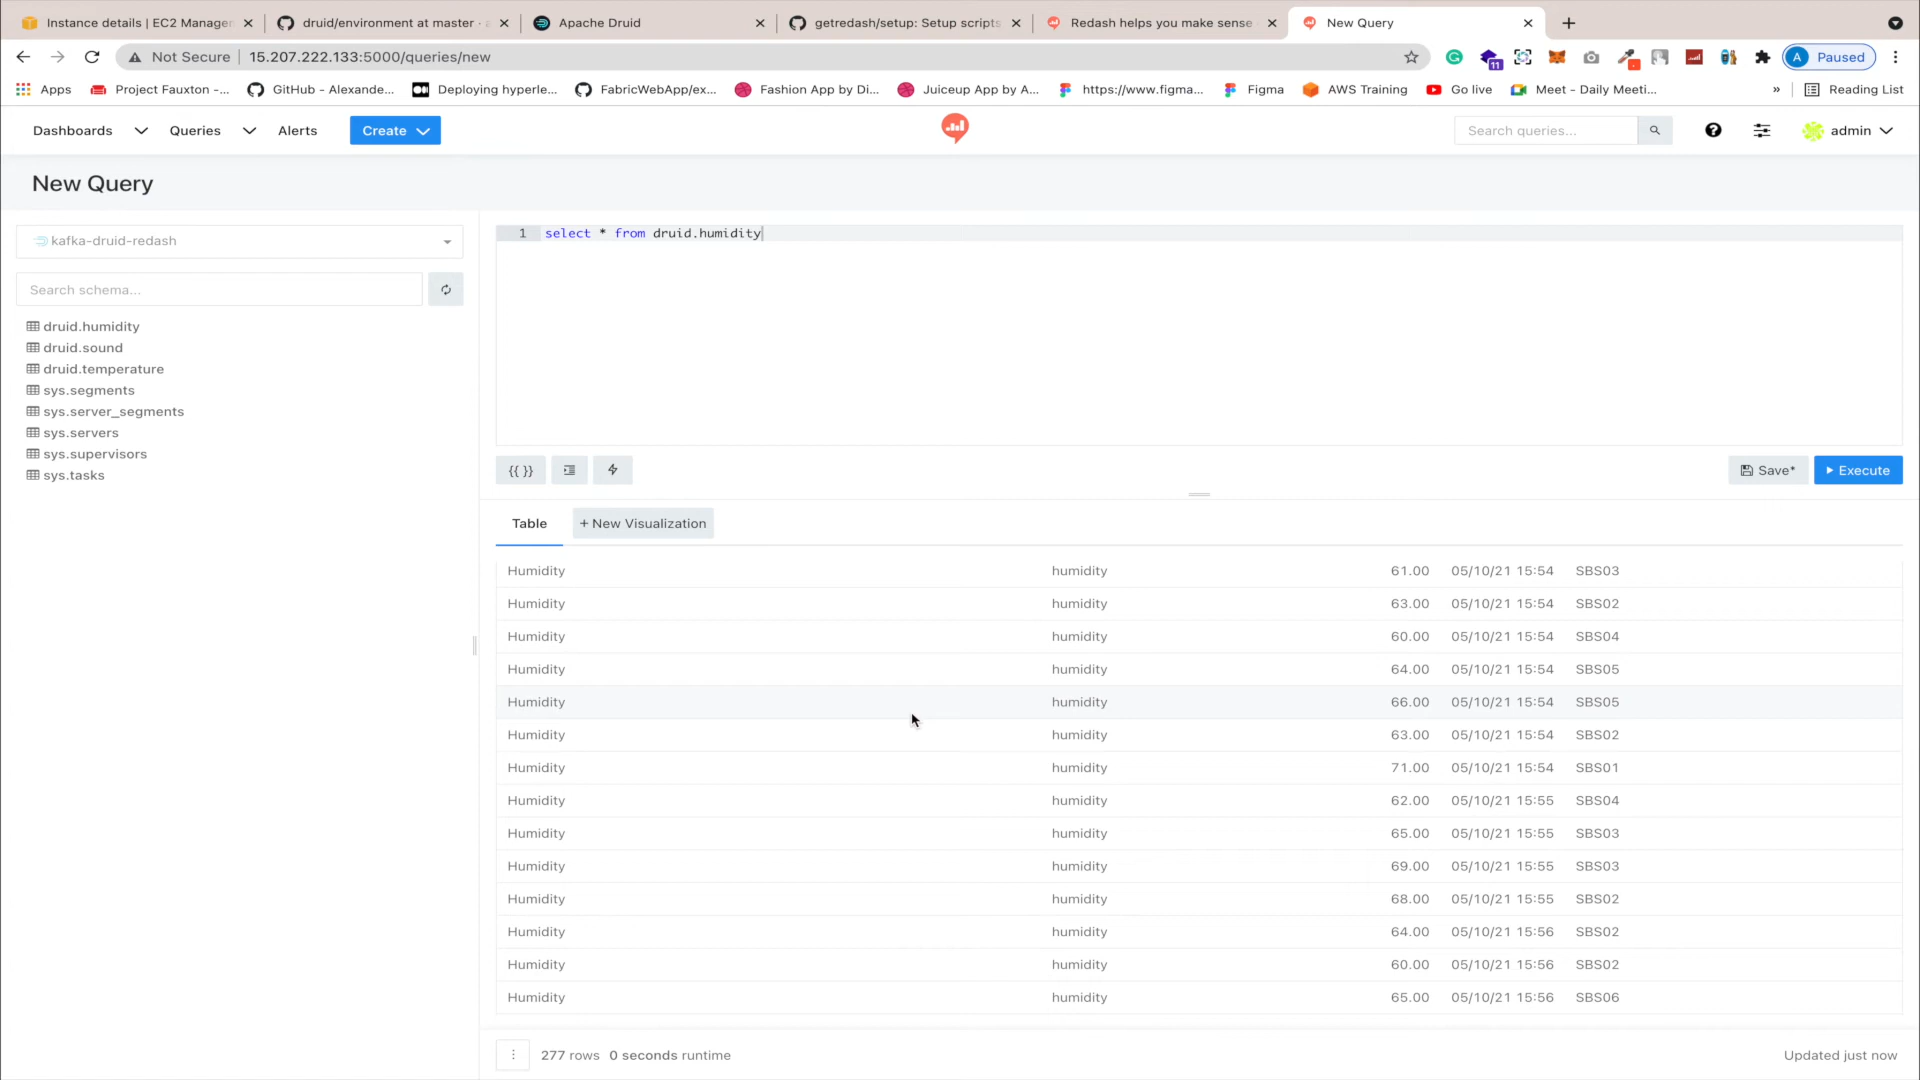 Instance details | EC2 Manager
druid/environment at master ·
Apache Druid
getredash/setup: Setup scripts
Redash helps you make sense
New Query
Not Secure
15.207.222.133:5000/queries/new
11
A Paused
Apps
Project Fauxton -...
GitHub - Alexande...
Deploying hyperle...
FabricWebApp/ex...
Fashion App by Di...
Juiceup App by A...
https://www.figma...
Figma
AWS Training
Go live
Meet - Daily Meeti...
»
Reading List
Dashboards
Queries
Alerts
Create
Search queries...
admin
New Query
kafka-druid-redash
Search schema...
druid.humidity
druid.sound
druid.temperature
sys.segments
sys.server_segments
sys.servers
sys.supervisors
sys.tasks
1 select * from druid.humidity
{{ }}
Save*
Execute
Table
+ New Visualization
Humidity humidity 61.00 05/10/21 15:54 SBS03
Humidity humidity 63.00 05/10/21 15:54 SBS02
Humidity humidity 60.00 05/10/21 15:54 SBS04
Humidity humidity 64.00 05/10/21 15:54 SBS05
Humidity humidity 66.00 05/10/21 15:54 SBS05
Humidity humidity 63.00 05/10/21 15:54 SBS02
Humidity humidity 71.00 05/10/21 15:54 SBS01
Humidity humidity 62.00 05/10/21 15:55 SBS04
Humidity humidity 65.00 05/10/21 15:55 SBS03
Humidity humidity 69.00 05/10/21 15:55 SBS03
Humidity humidity 68.00 05/10/21 15:55 SBS02
Humidity humidity 64.00 05/10/21 15:56 SBS02
Humidity humidity 60.00 05/10/21 15:56 SBS02
Humidity humidity 65.00 05/10/21 15:56 SBS06
277 rows 0 seconds runtime
Updated just now